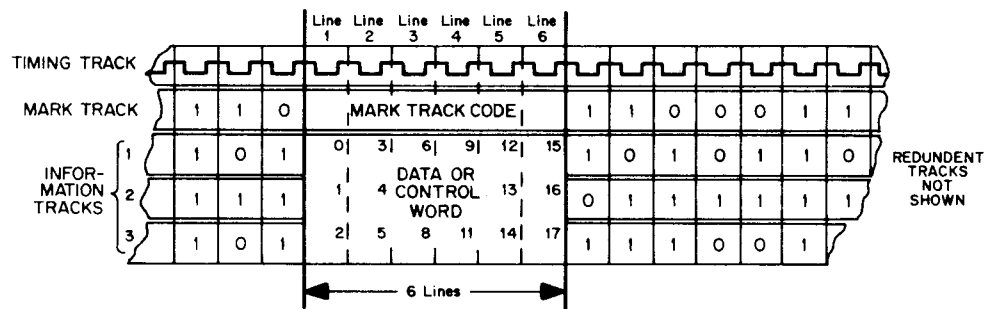 Line 1 Line 2 Line 3 Line 4 Line 5 Line 6
TIMING TRACK
MARK TRACK 1 1 0 MARK TRACK CODE 1 1 0 0 0 1 1
INFOR-
MATION
TRACKS
1 1 0 1 0 3 6 9 12 15 1 0 1 0 1 1 0
2 1 1 1 1 4 13 16 0 1 1 1 1 1 1
3 1 0 1 2 5 8 11 14 17 1 1 1 0 0 1
DATA OR
CONTROL
WORD
REDUNDENT
TRACKS
NOT
SHOWN
6 Lines